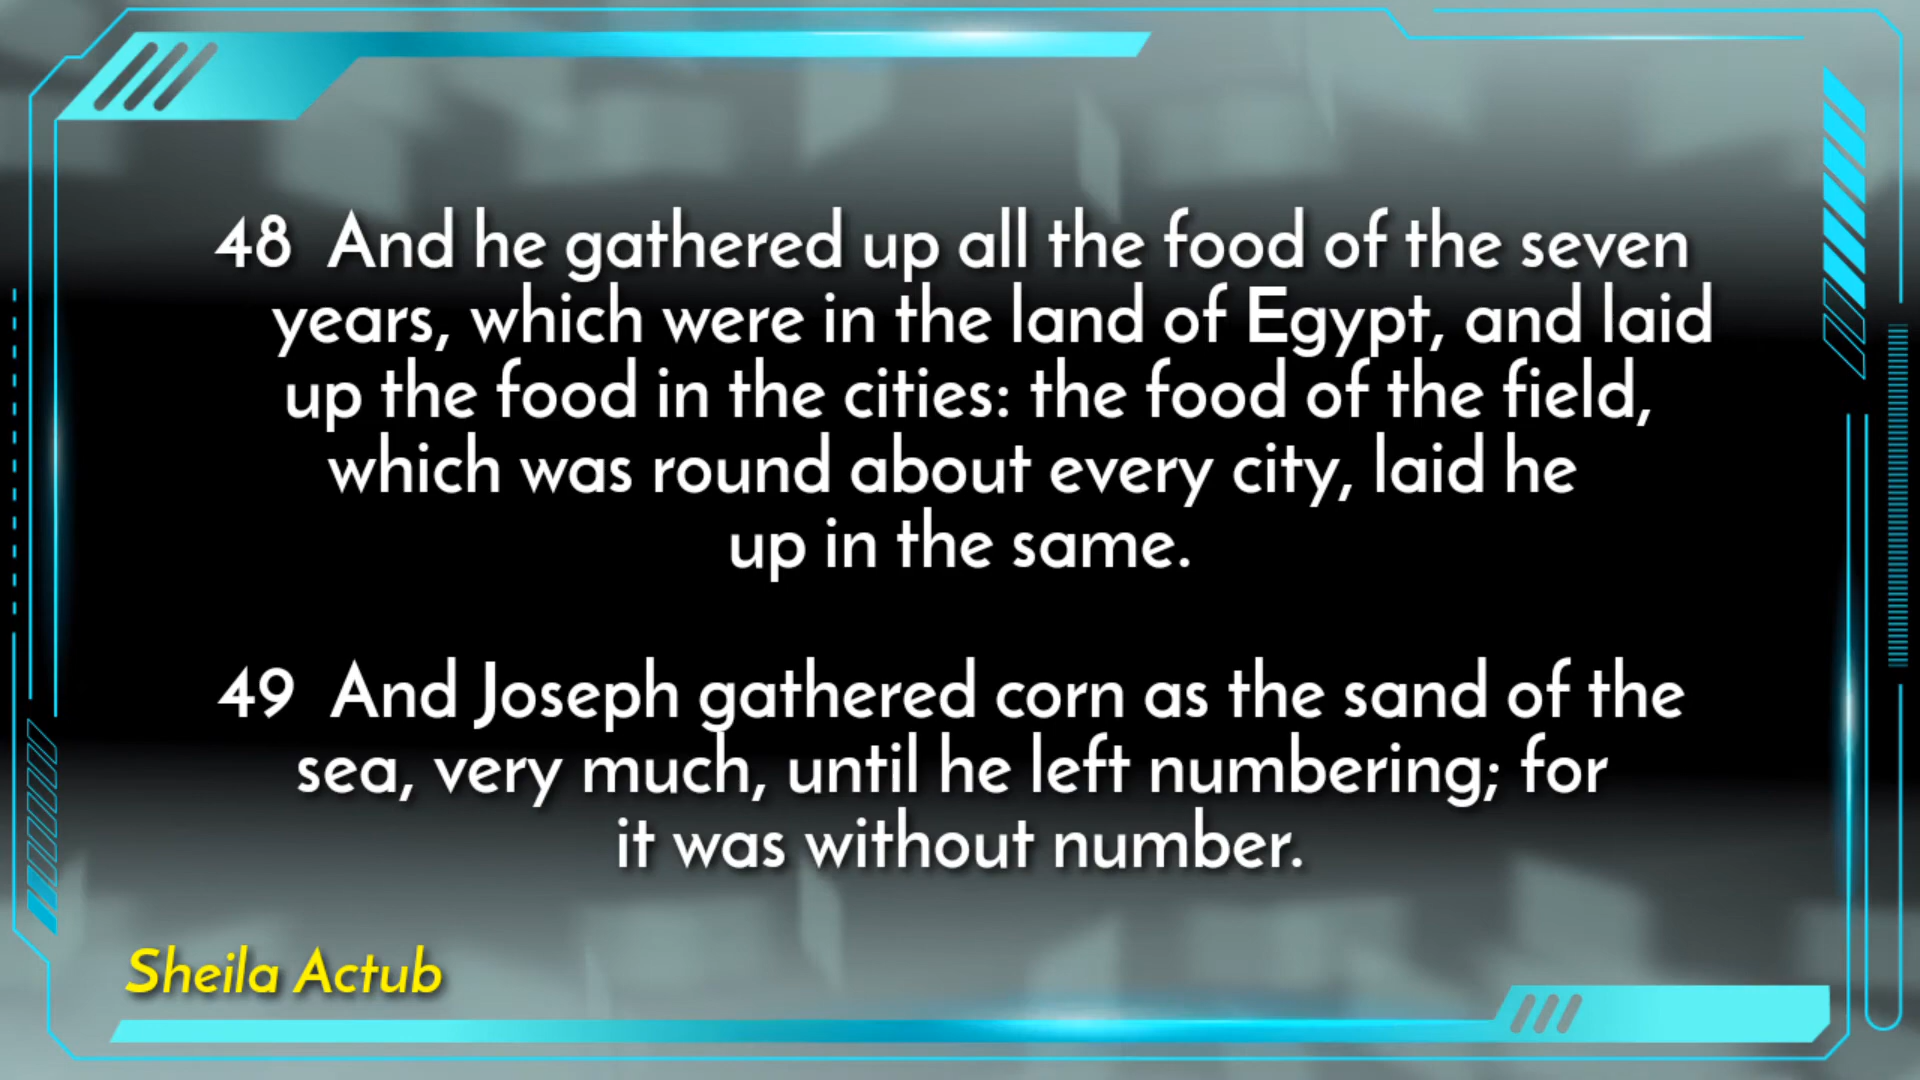 48 And he gathered up all the food of the seven
years, which were in the land of Egypt, and laid
up the food in the cities: the food of the field,
which was round about every city, laid he
up in the same.
49 And Joseph gathered corn as the sand of the
sea, very much, until he left numbering; for
it was without number.
Sheila Actub